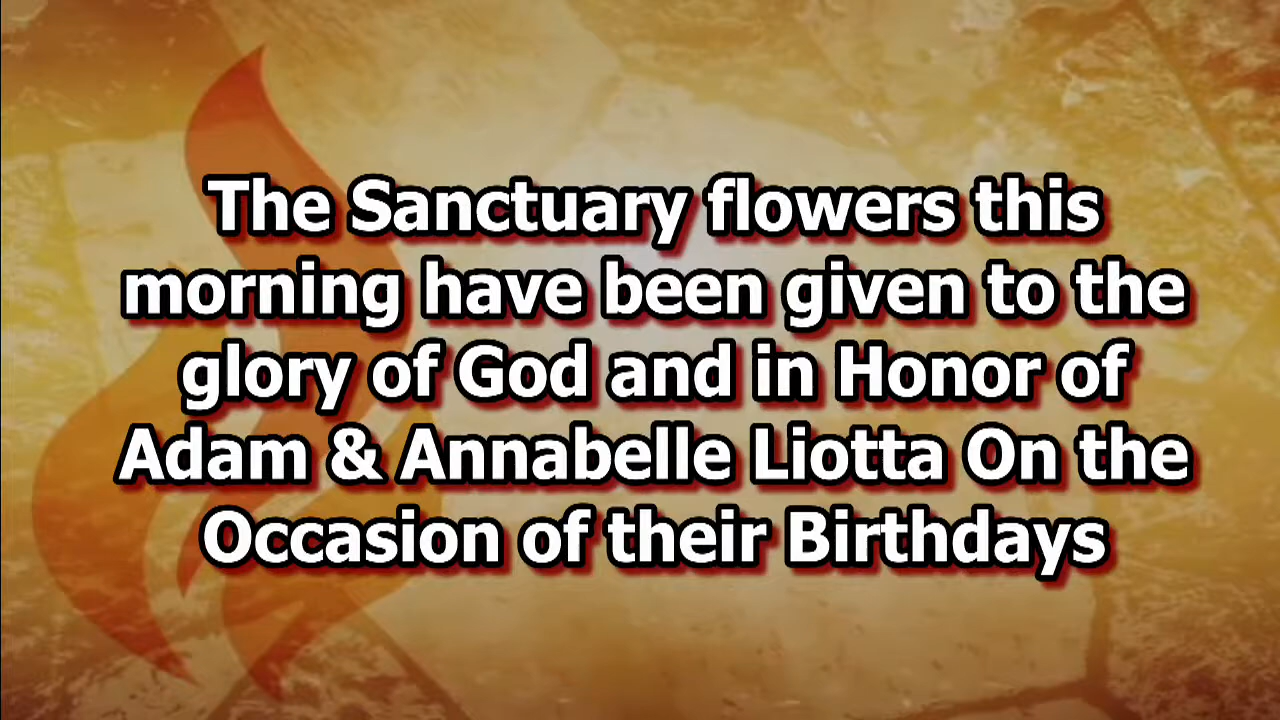 The Sanctuary flowers this
morning have been given to the
glory of God and in Honor of
Adam & Annabelle Liotta On the
Occasion of their Birthdays